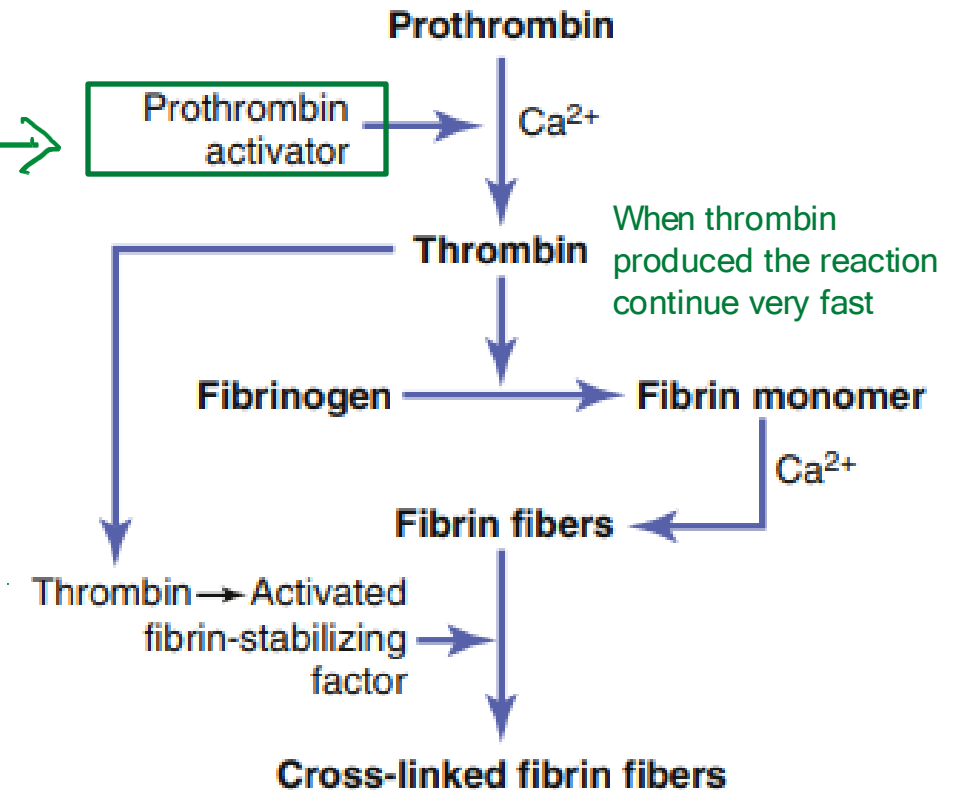 Prothrombin
Prothrombin
activator
Ca²⁺
Thrombin
When thrombin
produced the reaction
continue very fast
Fibrinogen
Fibrin monomer
Ca²⁺
Fibrin fibers
Thrombin → Activated
fibrin-stabilizing
factor
Cross-linked fibrin fibers